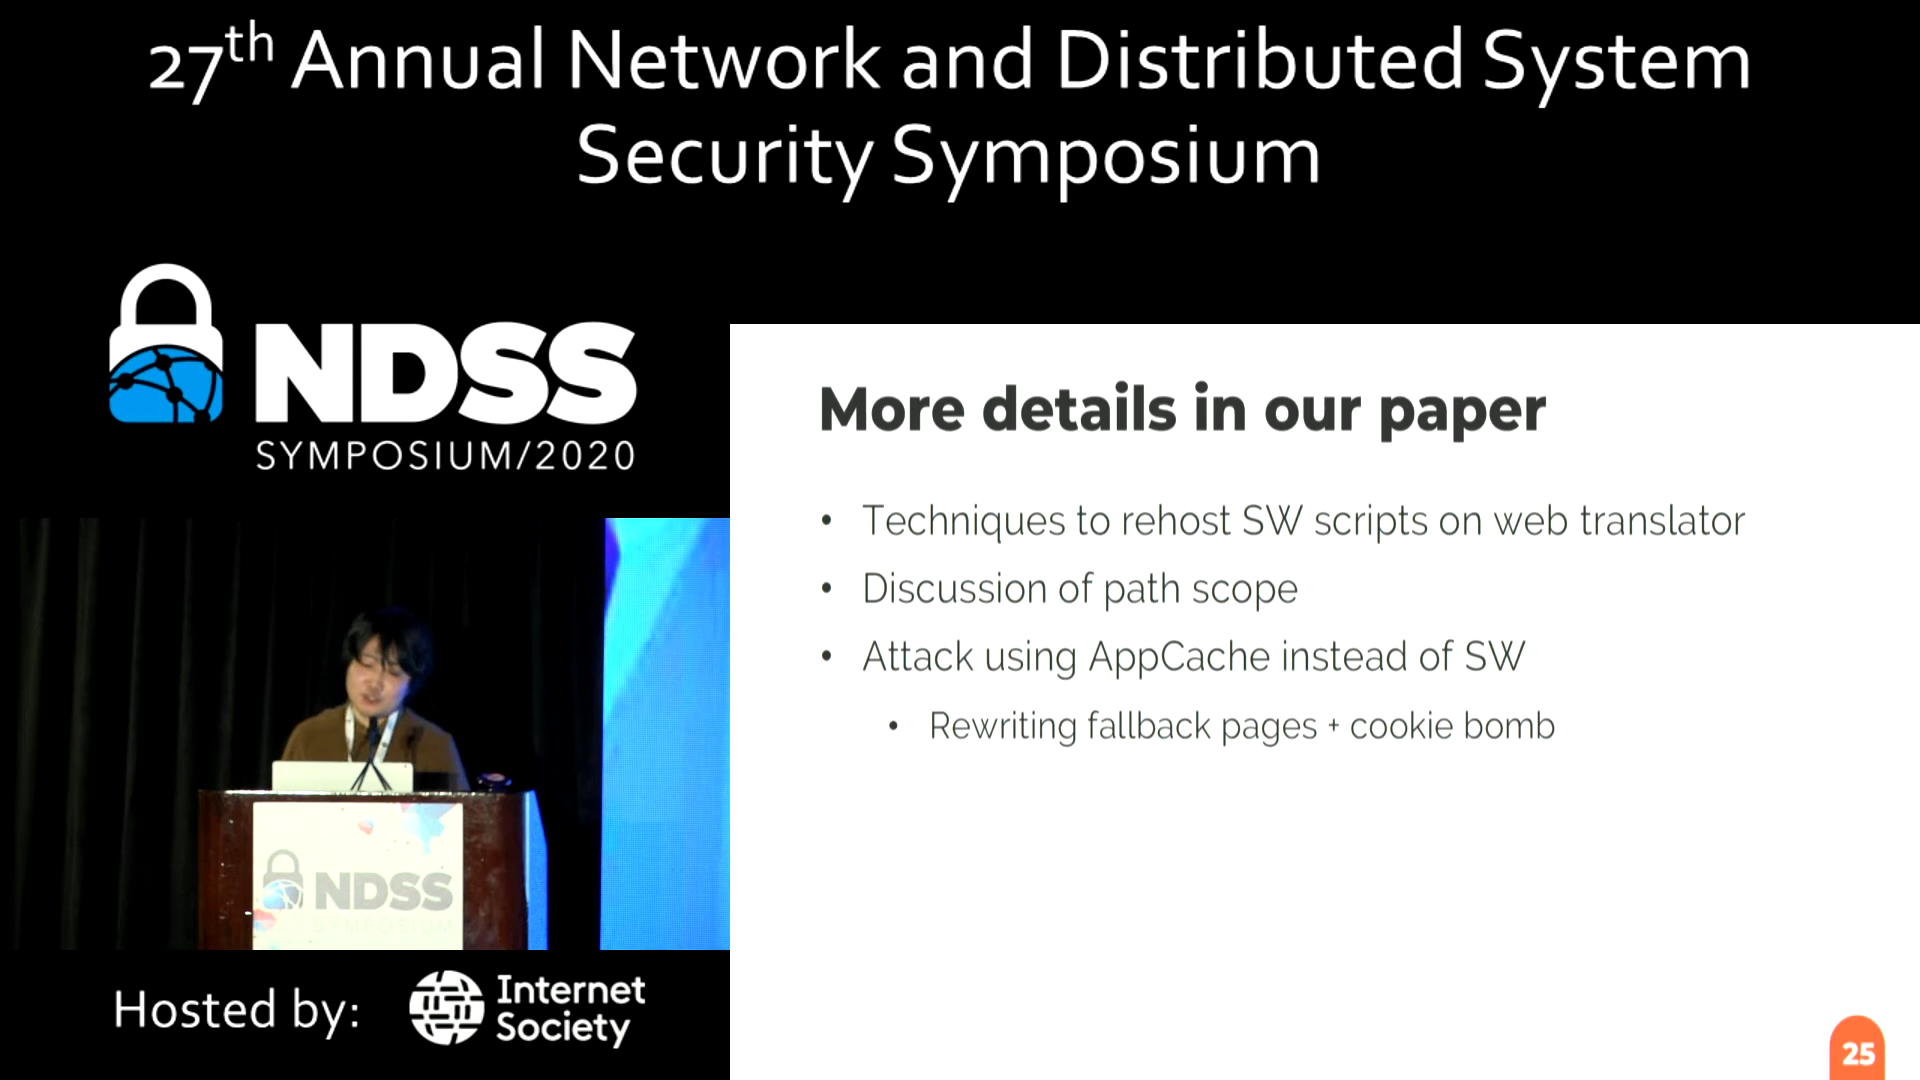 27th Annual Network and Distributed System
Security Symposium
NDSS
SYMPOSIUM/2020
More details in our paper
• Techniques to rehost SW scripts on web translator
• Discussion of path scope
• Attack using AppCache instead of SW
• Rewriting fallback pages + cookie bomb
NDSS
SYMPOSIUM
Hosted by:
Internet
Society
25